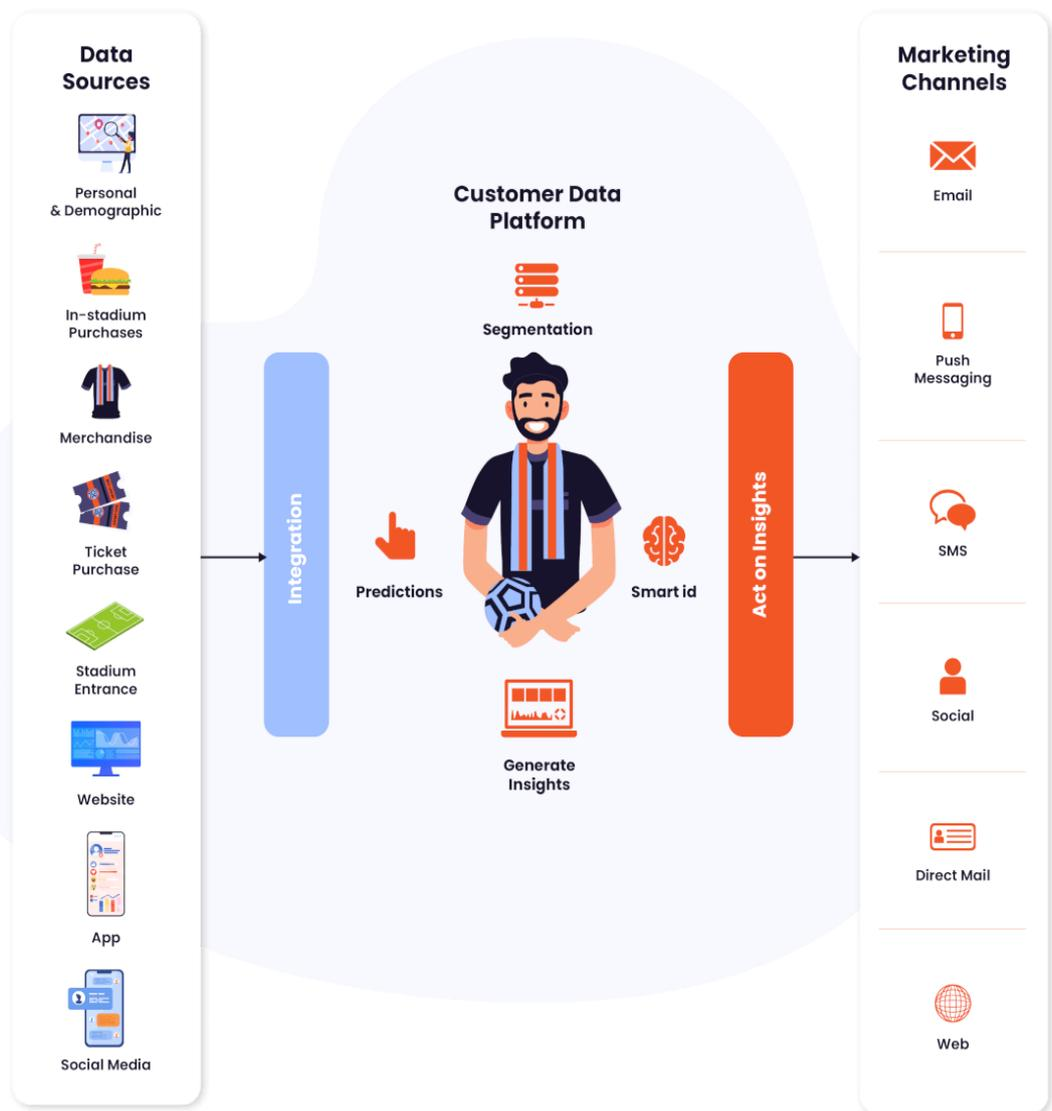 Data
Sources
Personal
& Demographic
In-stadium
Purchases
Merchandise
Ticket
Purchase
Stadium
Entrance
Website
App
Social Media
Integration
Customer Data
Platform
Segmentation
Predictions
Smart id
Generate
Insights
Act on Insights
Marketing
Channels
Email
Push
Messaging
SMS
Social
Direct Mail
Web